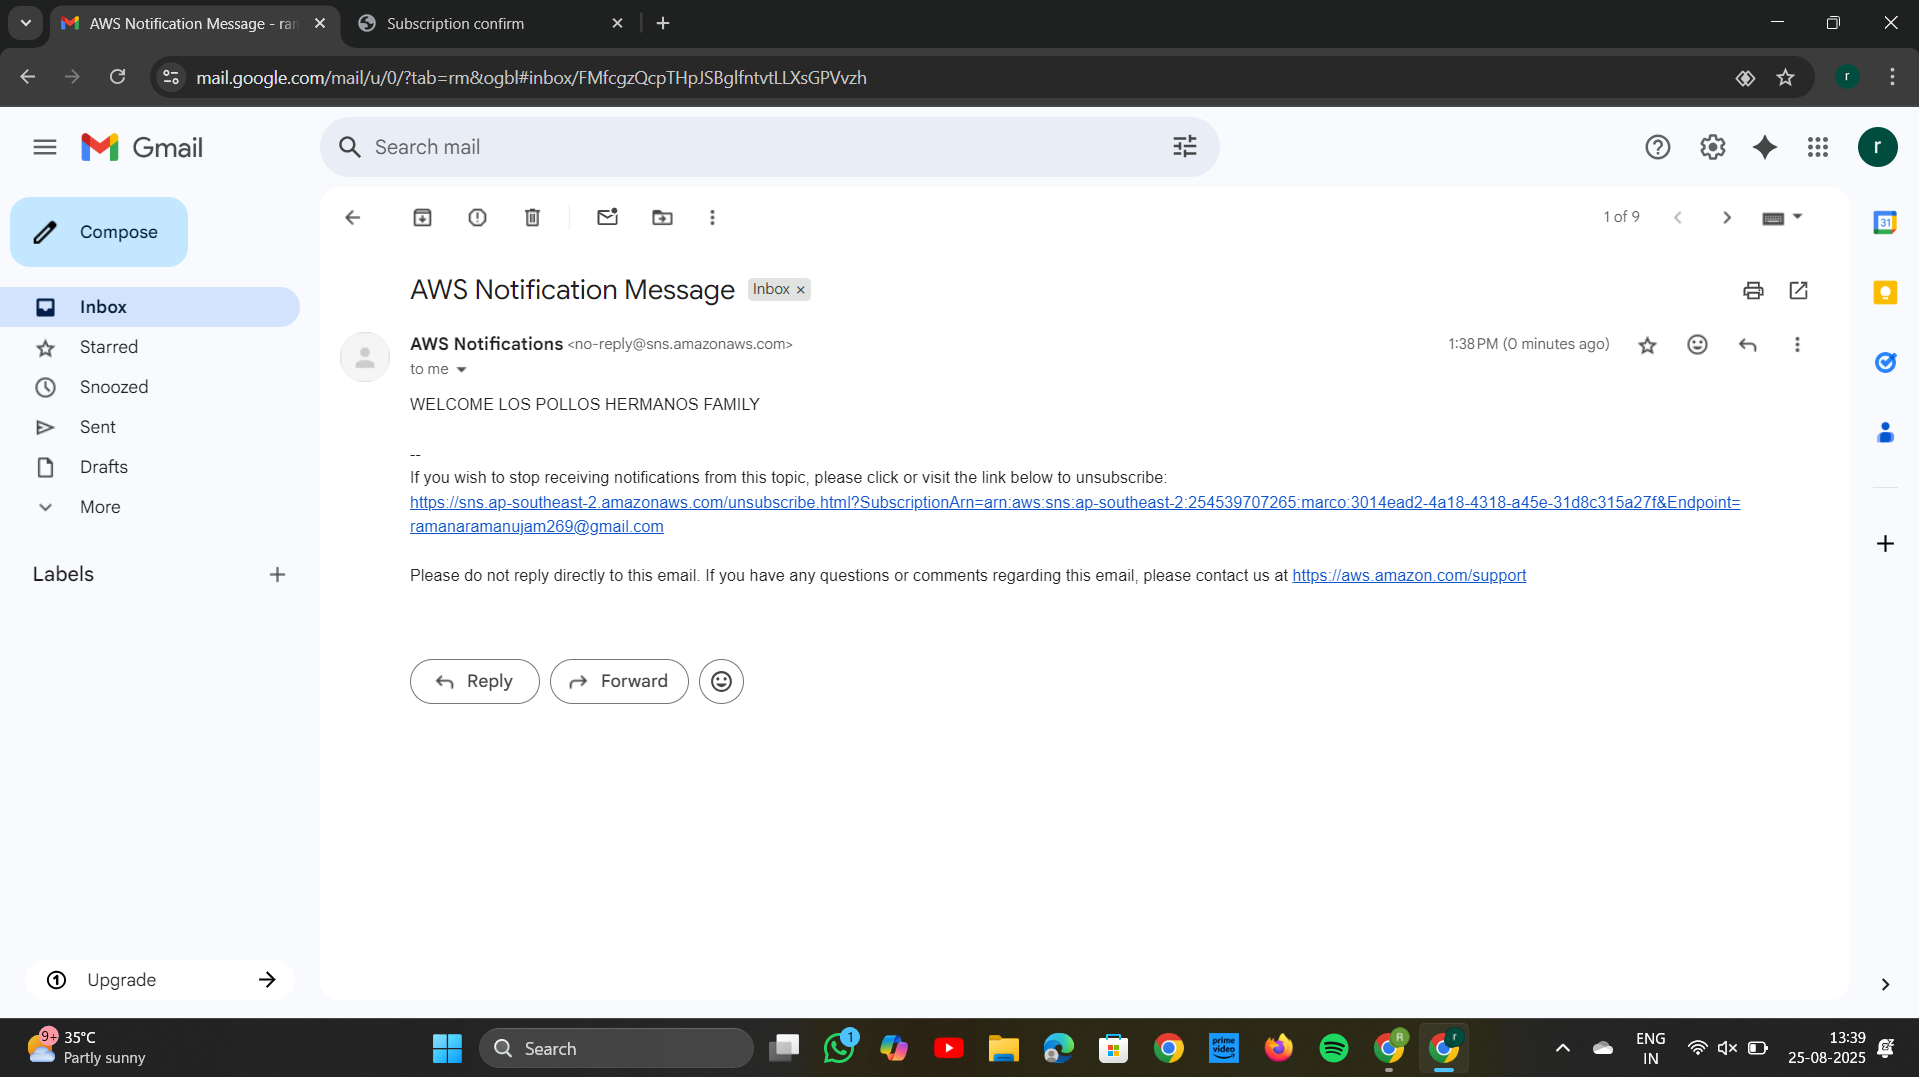 AWS Notification Message - ran
Subscription confirm
mail.google.com/mail/u/0/?tab=rm&ogbl#inbox/FMfcgzQcpTHpJSBglfntvtLLXsGPVvzh
r
Gmail
Search mail
r
Compose
1 of 9
31
AWS Notification Message Inbox ×
Inbox
Starred
Snoozed
Sent
Drafts
More
Labels
AWS Notifications <no-reply@sns.amazonaws.com>
1:38 PM (0 minutes ago)
to me
WELCOME LOS POLLOS HERMANOS FAMILY
--
If you wish to stop receiving notifications from this topic, please click or visit the link below to unsubscribe:
https://sns.ap-southeast-2.amazonaws.com/unsubscribe.html?SubscriptionArn=arn:aws:sns:ap-southeast-2:254539707265:marco:3014ead2-4a18-4318-a45e-31d8c315a27f&Endpoint=
ramanaramanujam269@gmail.com
Please do not reply directly to this email. If you have any questions or comments regarding this email, please contact us at https://aws.amazon.com/support
Reply
Forward
1 Upgrade
9+
35°C
Partly sunny
Search
1
prime
video
R
r
ENG
IN
13:39
25-08-2025